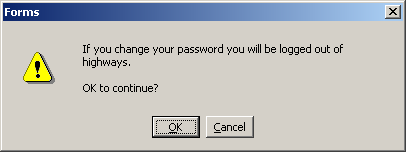 Forms
If you change your password you will be logged out of
highways.
OK to continue?
OK Cancel